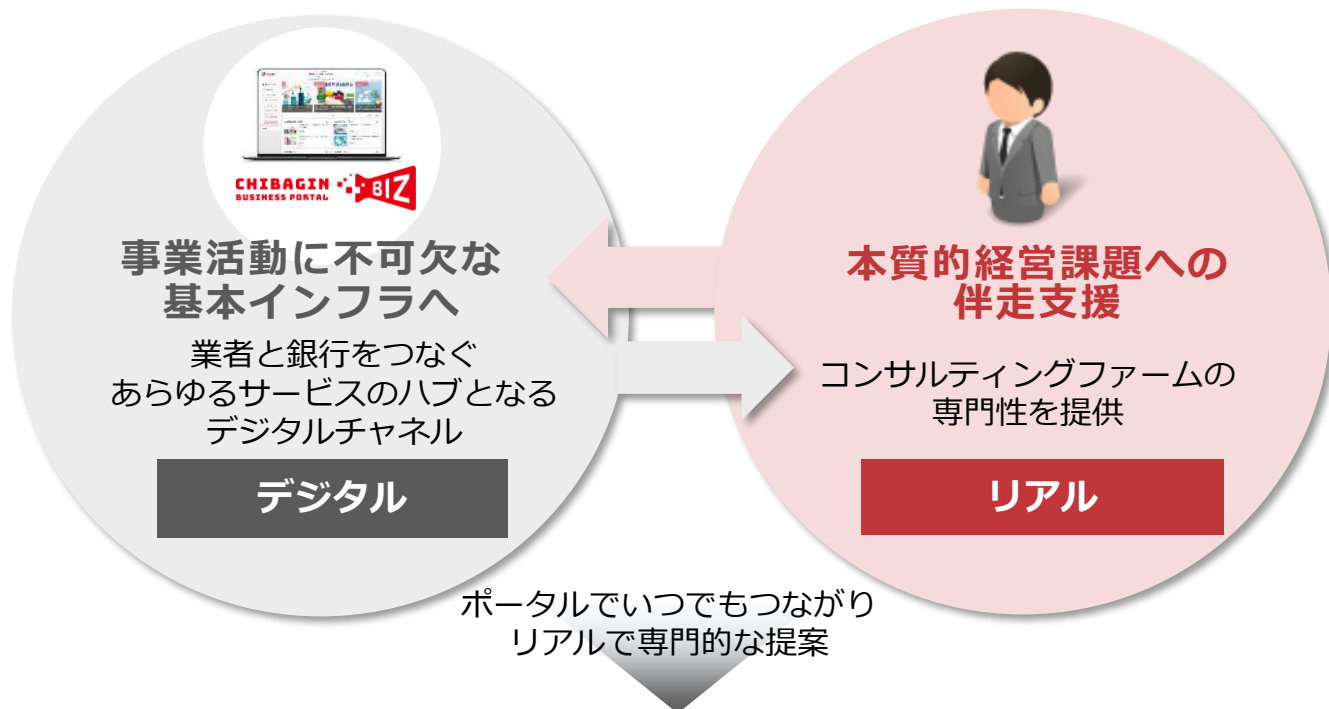 CHIBAGIN BIZ
BUSINESS PORTAL
事業活動に不可欠な
基本インフラへ
業者と銀行をつなぐ
あらゆるサービスのハブとなる
デジタルチャネル
デジタル
本質的経営課題への
伴走支援
コンサルティングファームの
専門性を提供
リアル
ポータルでいつでもつながり
リアルで専門的な提案